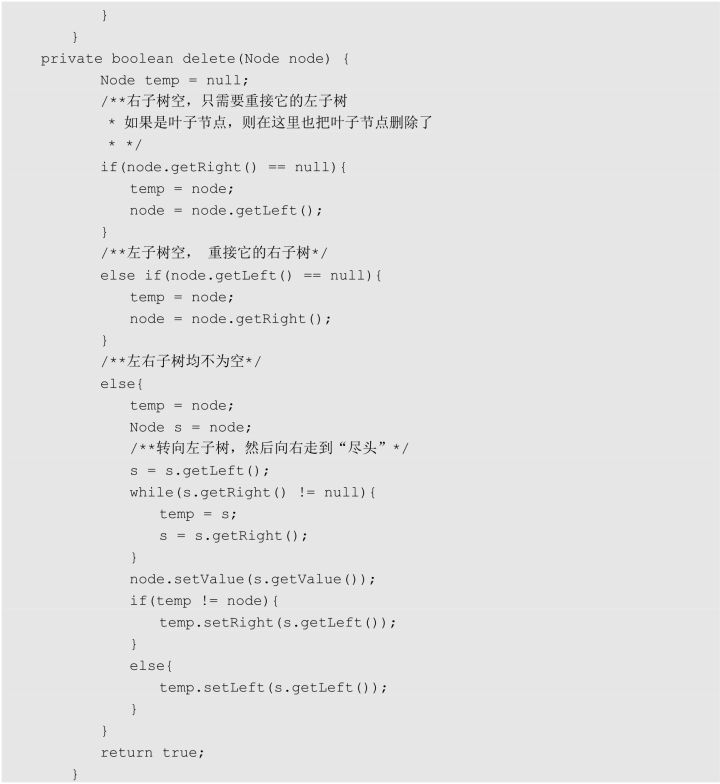 }
    }
private boolean delete(Node node) {
        Node temp = null;
        /**右子树空，只需要重接它的左子树
         * 如果是叶子节点，则在这里也把叶子节点删除了
         * */
        if(node.getRight() == null){
            temp = node;
            node = node.getLeft();
        }
        /**左子树空， 重接它的右子树*/
        else if(node.getLeft() == null){
            temp = node;
            node = node.getRight();
        }
        /**左右子树均不为空*/
        else{
            temp = node;
            Node s = node;
            /**转向左子树，然后向右走到“尽头”*/
            s = s.getLeft();
            while(s.getRight() != null){
                temp = s;
                s = s.getRight();
            }
            node.setValue(s.getValue());
            if(temp != node){
                temp.setRight(s.getLeft());
            }
            else{
                temp.setLeft(s.getLeft());
            }
        }
        return true;
    }